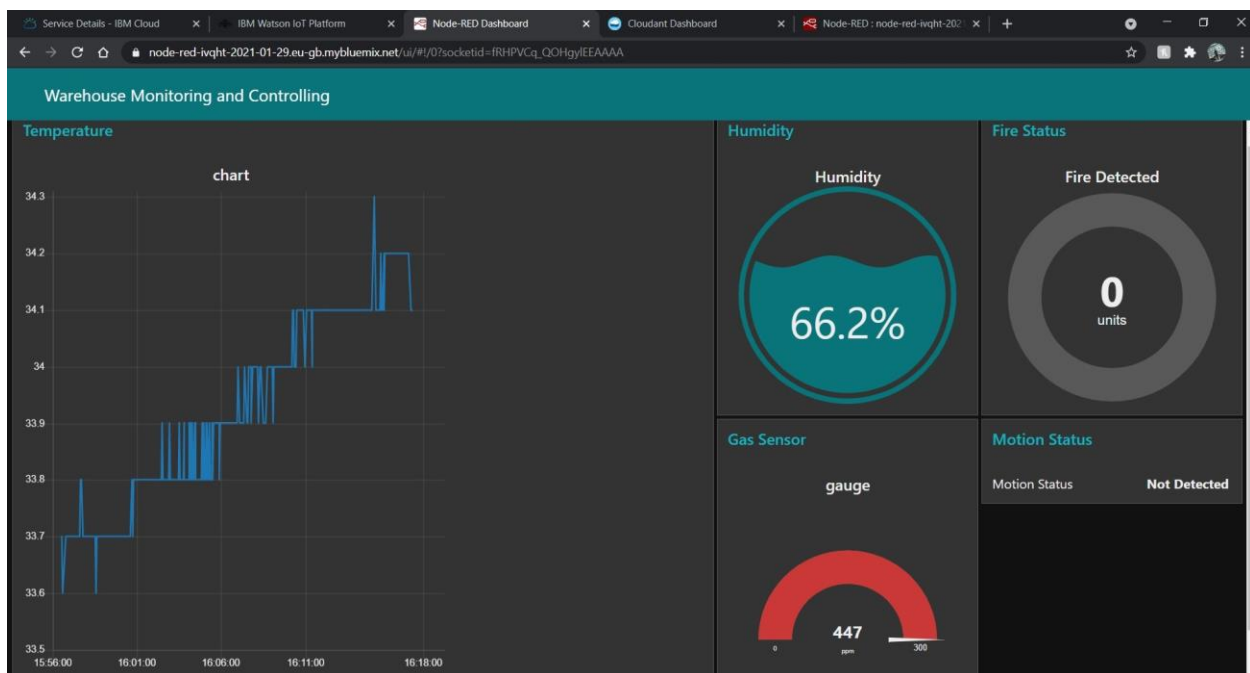 Service Details - IBM Cloud
IBM Watson IoT Platform
Node-RED Dashboard
Cloudant Dashboard
Node-RED : node-red-ivqht-202
node-red-ivqht-2021-01-29.eu-gb.mybluemix.net/ui/#!/0?socketid=fRHPVCq_QOHgylEEAAAA
Warehouse Monitoring and Controlling
Temperature
chart
34.3
34.2
34.1
34
33.9
33.8
33.7
33.6
33.5
15:56:00 16:01:00 16:06:00 16:11:00 16:18:00
Humidity
Humidity
66.2%
Fire Status
Fire Detected
0
units
Gas Sensor
gauge
447
ppm
0 300
Motion Status
Motion Status Not Detected